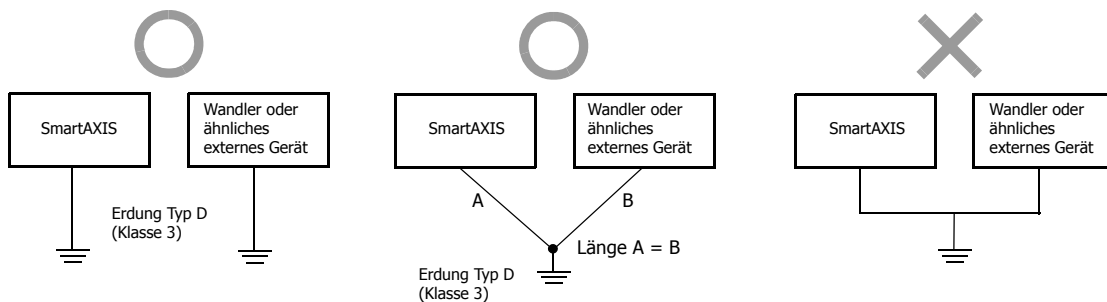 SmartAXIS
Wandler oder
ähnliches
externes Gerät
Erdung Typ D
(Klasse 3)
SmartAXIS
Wandler oder
ähnliches
externes Gerät
A
B
Länge A = B
Erdung Typ D
(Klasse 3)
SmartAXIS
Wandler oder
ähnliches
externes Gerät